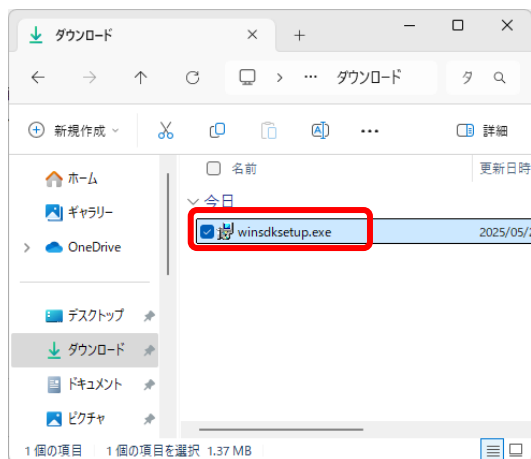 ダウンロード
ダウンロード
ダ
新規作成
詳細
名前
更新日時
ホーム
今日
ギャラリー
winsdksetup.exe
2025/05/2
OneDrive
デスクトップ
ダウンロード
ドキュメント
ピクチャ
1 個の項目
1 個の項目を選択 1.37 MB